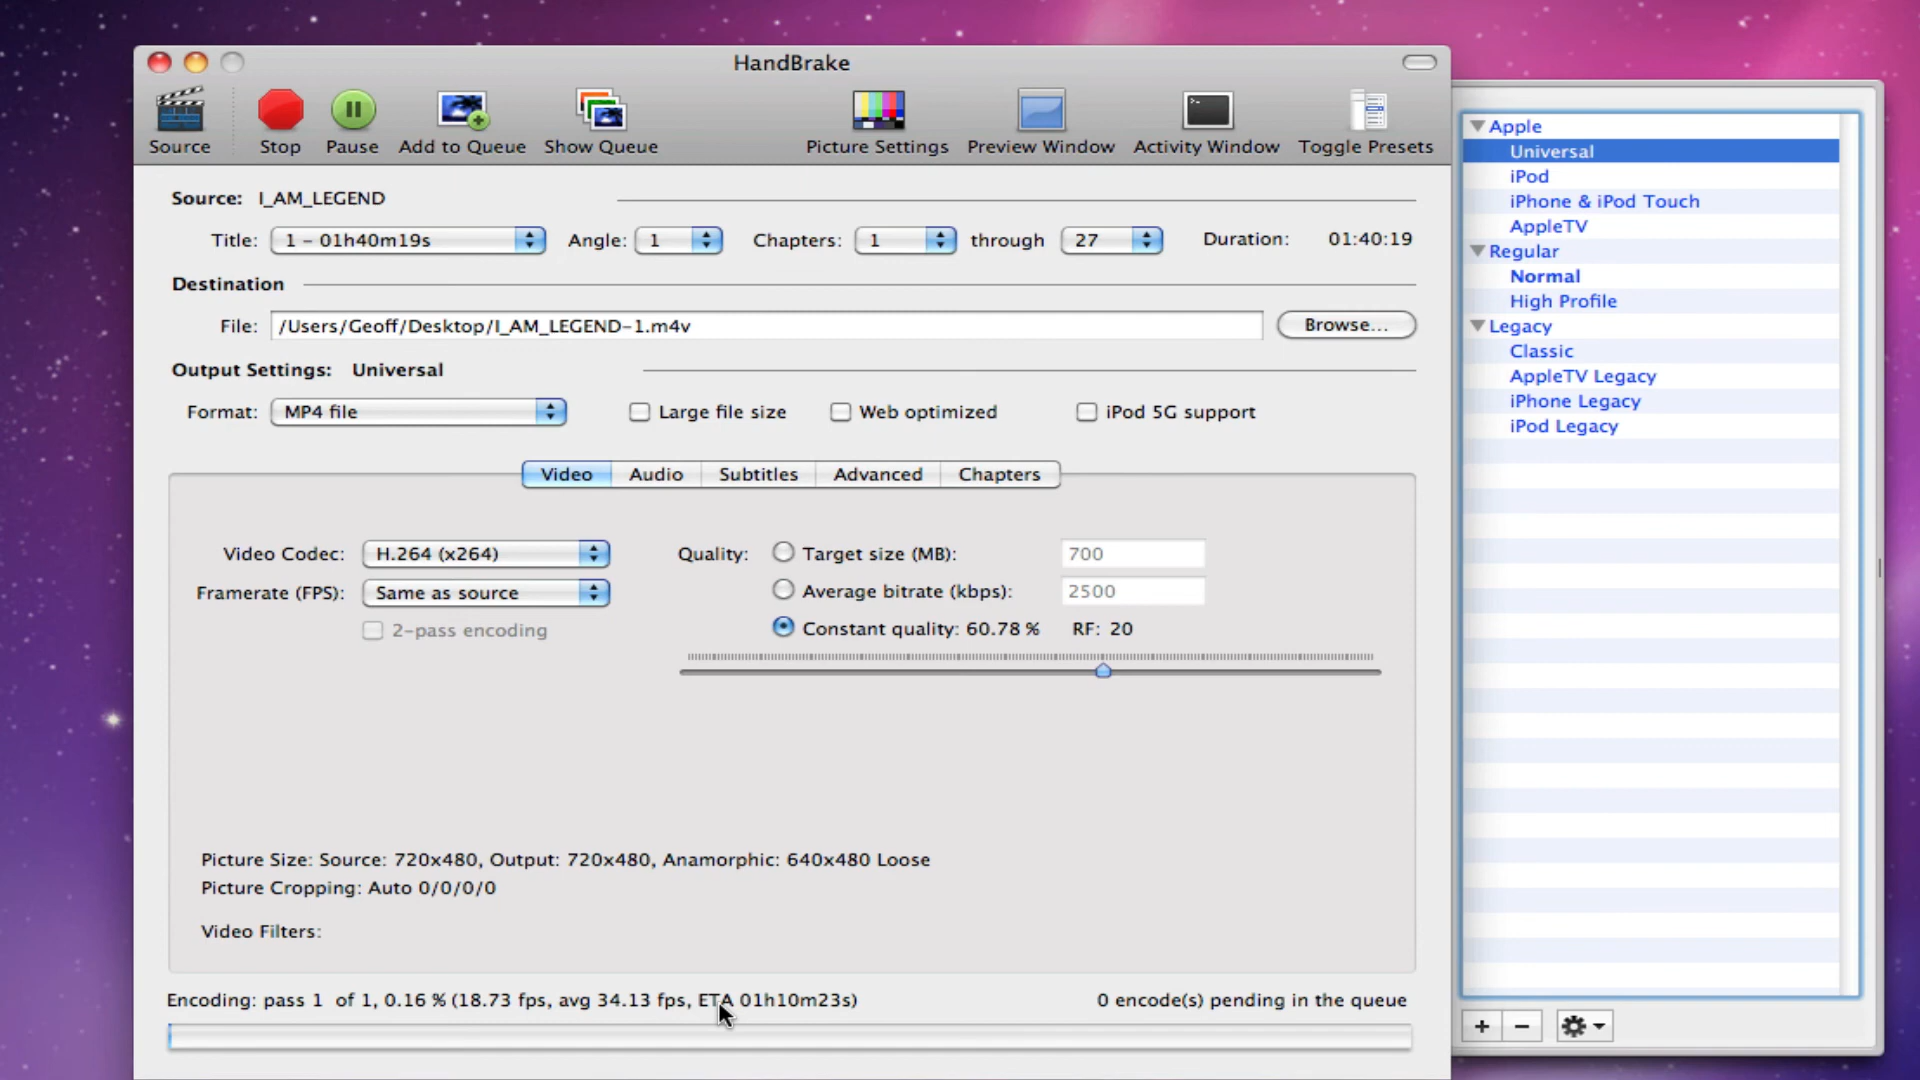 HandBrake
Source Stop Pause Add to Queue Show Queue Picture Settings Preview Window Activity Window Toggle Presets
Source: I_AM_LEGEND
Title: 1 - 01h40m19s Angle: 1 Chapters: 1 through 27 Duration: 01:40:19
Destination
File: /Users/Geoff/Desktop/I_AM_LEGEND-1.m4v Browse...
Output Settings: Universal
Format: MP4 file Large file size Web optimized iPod 5G support
Video Audio Subtitles Advanced Chapters
Video Codec: H.264 (x264) Quality: Target size (MB): 700
Framerate (FPS): Same as source Average bitrate (kbps): 2500
2-pass encoding Constant quality: 60.78 % RF: 20
Picture Size: Source: 720x480, Output: 720x480, Anamorphic: 640x480 Loose
Picture Cropping: Auto 0/0/0/0
Video Filters:
Encoding: pass 1 of 1, 0.16 % (18.73 fps, avg 34.13 fps, ETA 01h10m23s) 0 encode(s) pending in the queue
Apple
Universal
iPod
iPhone & iPod Touch
AppleTV
Regular
Normal
High Profile
Legacy
Classic
AppleTV Legacy
iPhone Legacy
iPod Legacy